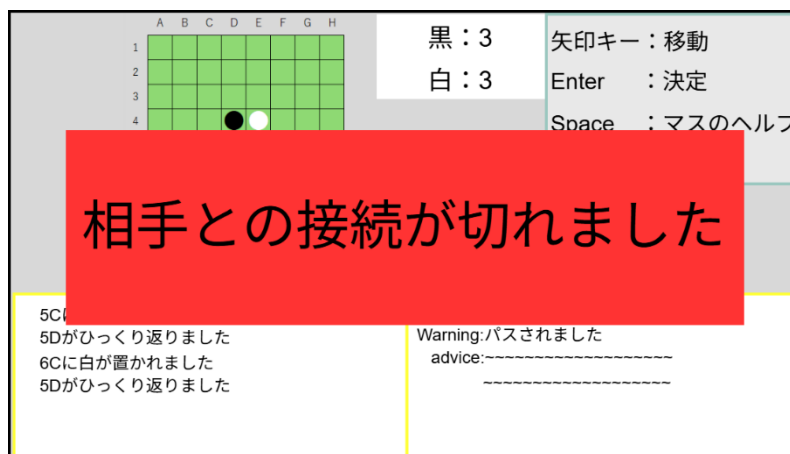 A B C D E F G H
1
2
3
4
黒：3
白：3
矢印キー：移動
Enter ：決定
Space ：マスのヘルプ
相手との接続が切れました
5C
5Dがひっくり返りました
6Cに白が置かれました
5Dがひっくり返りました
Warning:パスされました
advice:~~~~~~~~~~~~~~~~~~~
~~~~~~~~~~~~~~~~~~~